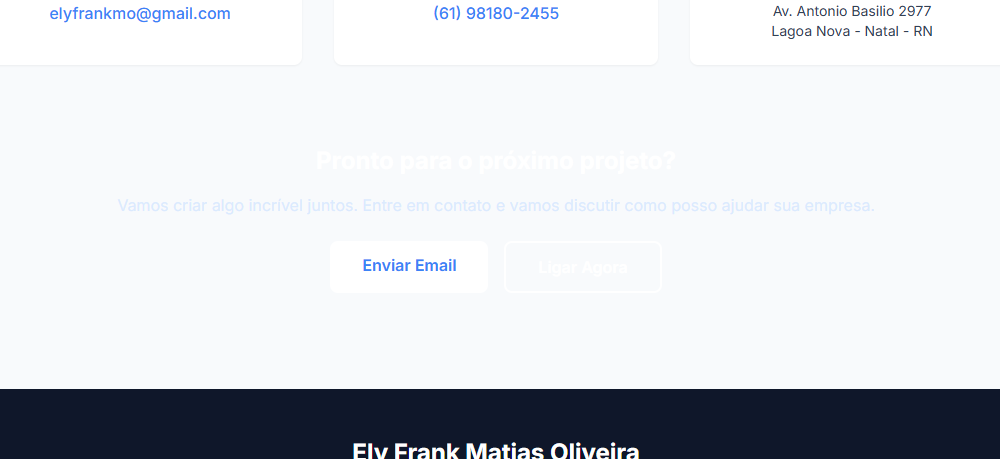 elyfrankmo@gmail.com
(61) 98180-2455
Av. Antonio Basilio 2977
Lagoa Nova - Natal - RN
Pronto para o próximo projeto?
Vamos criar algo incrível juntos. Entre em contato e vamos discutir como posso ajudar sua empresa.
Enviar Email
Ligar Agora
Ely Frank Matias Oliveira